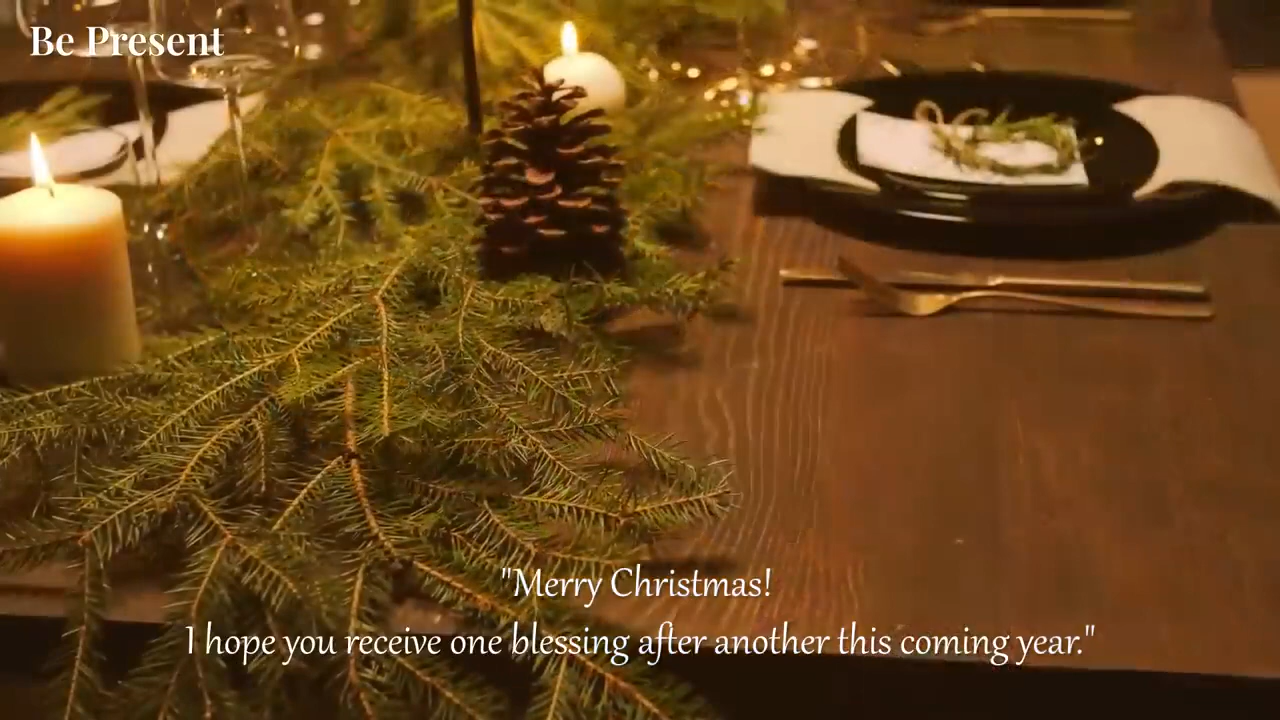 Be Present
"Merry Christmas!
I hope you receive one blessing after another this coming year."